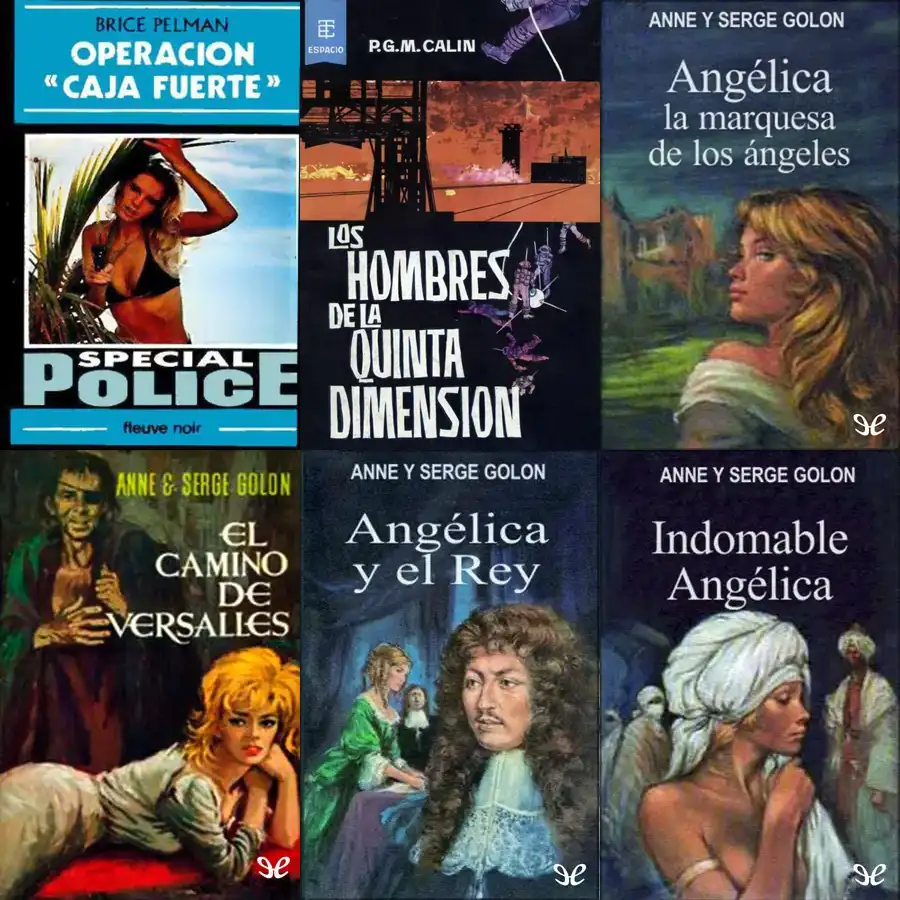 BRICE PELMAN
OPERACION
“CAJA FUERTE”
SPECIAL
POLICE
fleuve noir
ESPACIO
P.G.M. CALIN
LOS
HOMBRES
DE LA
QUINTA
DIMENSION
ANNE Y SERGE GOLON
Angélica
la marquesa
de los ángeles
ANNE & SERGE GOLON
EL
CAMINO
DE
VERSALLES
ANNE Y SERGE GOLON
Angélica
y el Rey
ANNE Y SERGE GOLON
Indomable
Angélica